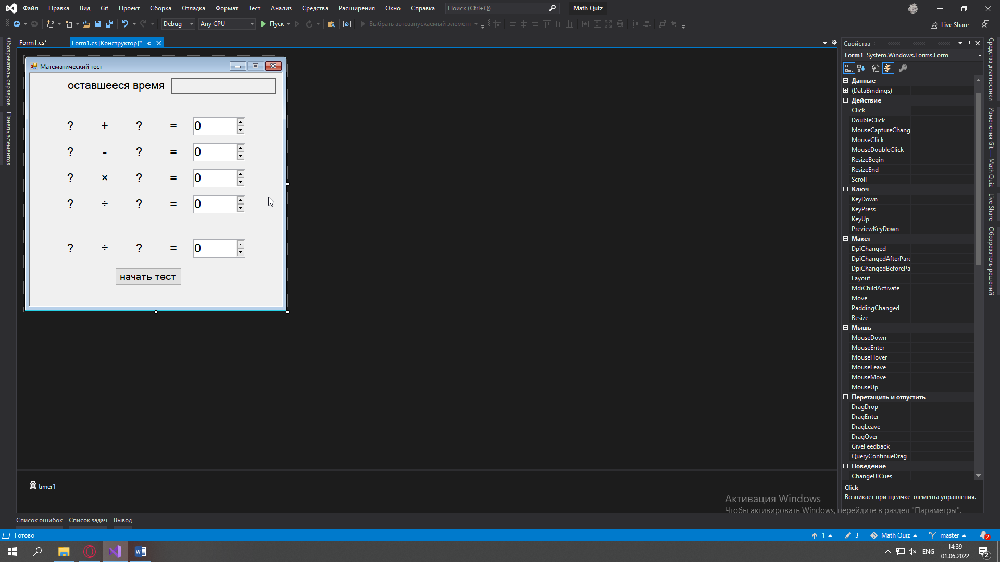 Файл Правка Вид Git Проект Сборка Отладка Формат Тест Анализ Средства Расширения Окно Справка Поиск (Ctrl+Q) Math Quiz
Debug Any CPU Пуск Выбрать автозапускаемый элемент Live Share
Form1.cs* Form1.cs [Конструктор]*
Обозреватель серверов
Панель элементов
Математический тест
оставшееся время
? + ? = 0
? - ? = 0
? × ? = 0
? ÷ ? = 0
? ÷ ? = 0
начать тест
timer1
Свойства
Form1 System.Windows.Forms.Form
Данные
(DataBindings)
Действие
Click
DoubleClick
MouseCaptureChang
MouseClick
MouseDoubleClick
ResizeBegin
ResizeEnd
Scroll
Ключ
KeyDown
KeyPress
KeyUp
PreviewKeyDown
Макет
DpiChanged
DpiChangedAfterPare
DpiChangedBeforePa
Layout
MdiChildActivate
Move
PaddingChanged
Resize
Мышь
MouseDown
MouseEnter
MouseHover
MouseLeave
MouseMove
MouseUp
Перетащить и отпустить
DragDrop
DragEnter
DragLeave
DragOver
GiveFeedback
QueryContinueDrag
Поведение
ChangeUICues
Click
Возникает при щелчке элемента управления.
Средства диагностики
Изменения Git — Math Quiz
Live Share
Обозреватель решений
Активация Windows
Чтобы активировать Windows, перейдите в раздел "Параметры".
Список ошибок Список задач Вывод
Готово 1 3 Math Quiz master 2
ENG 14:39
01.06.2022 2